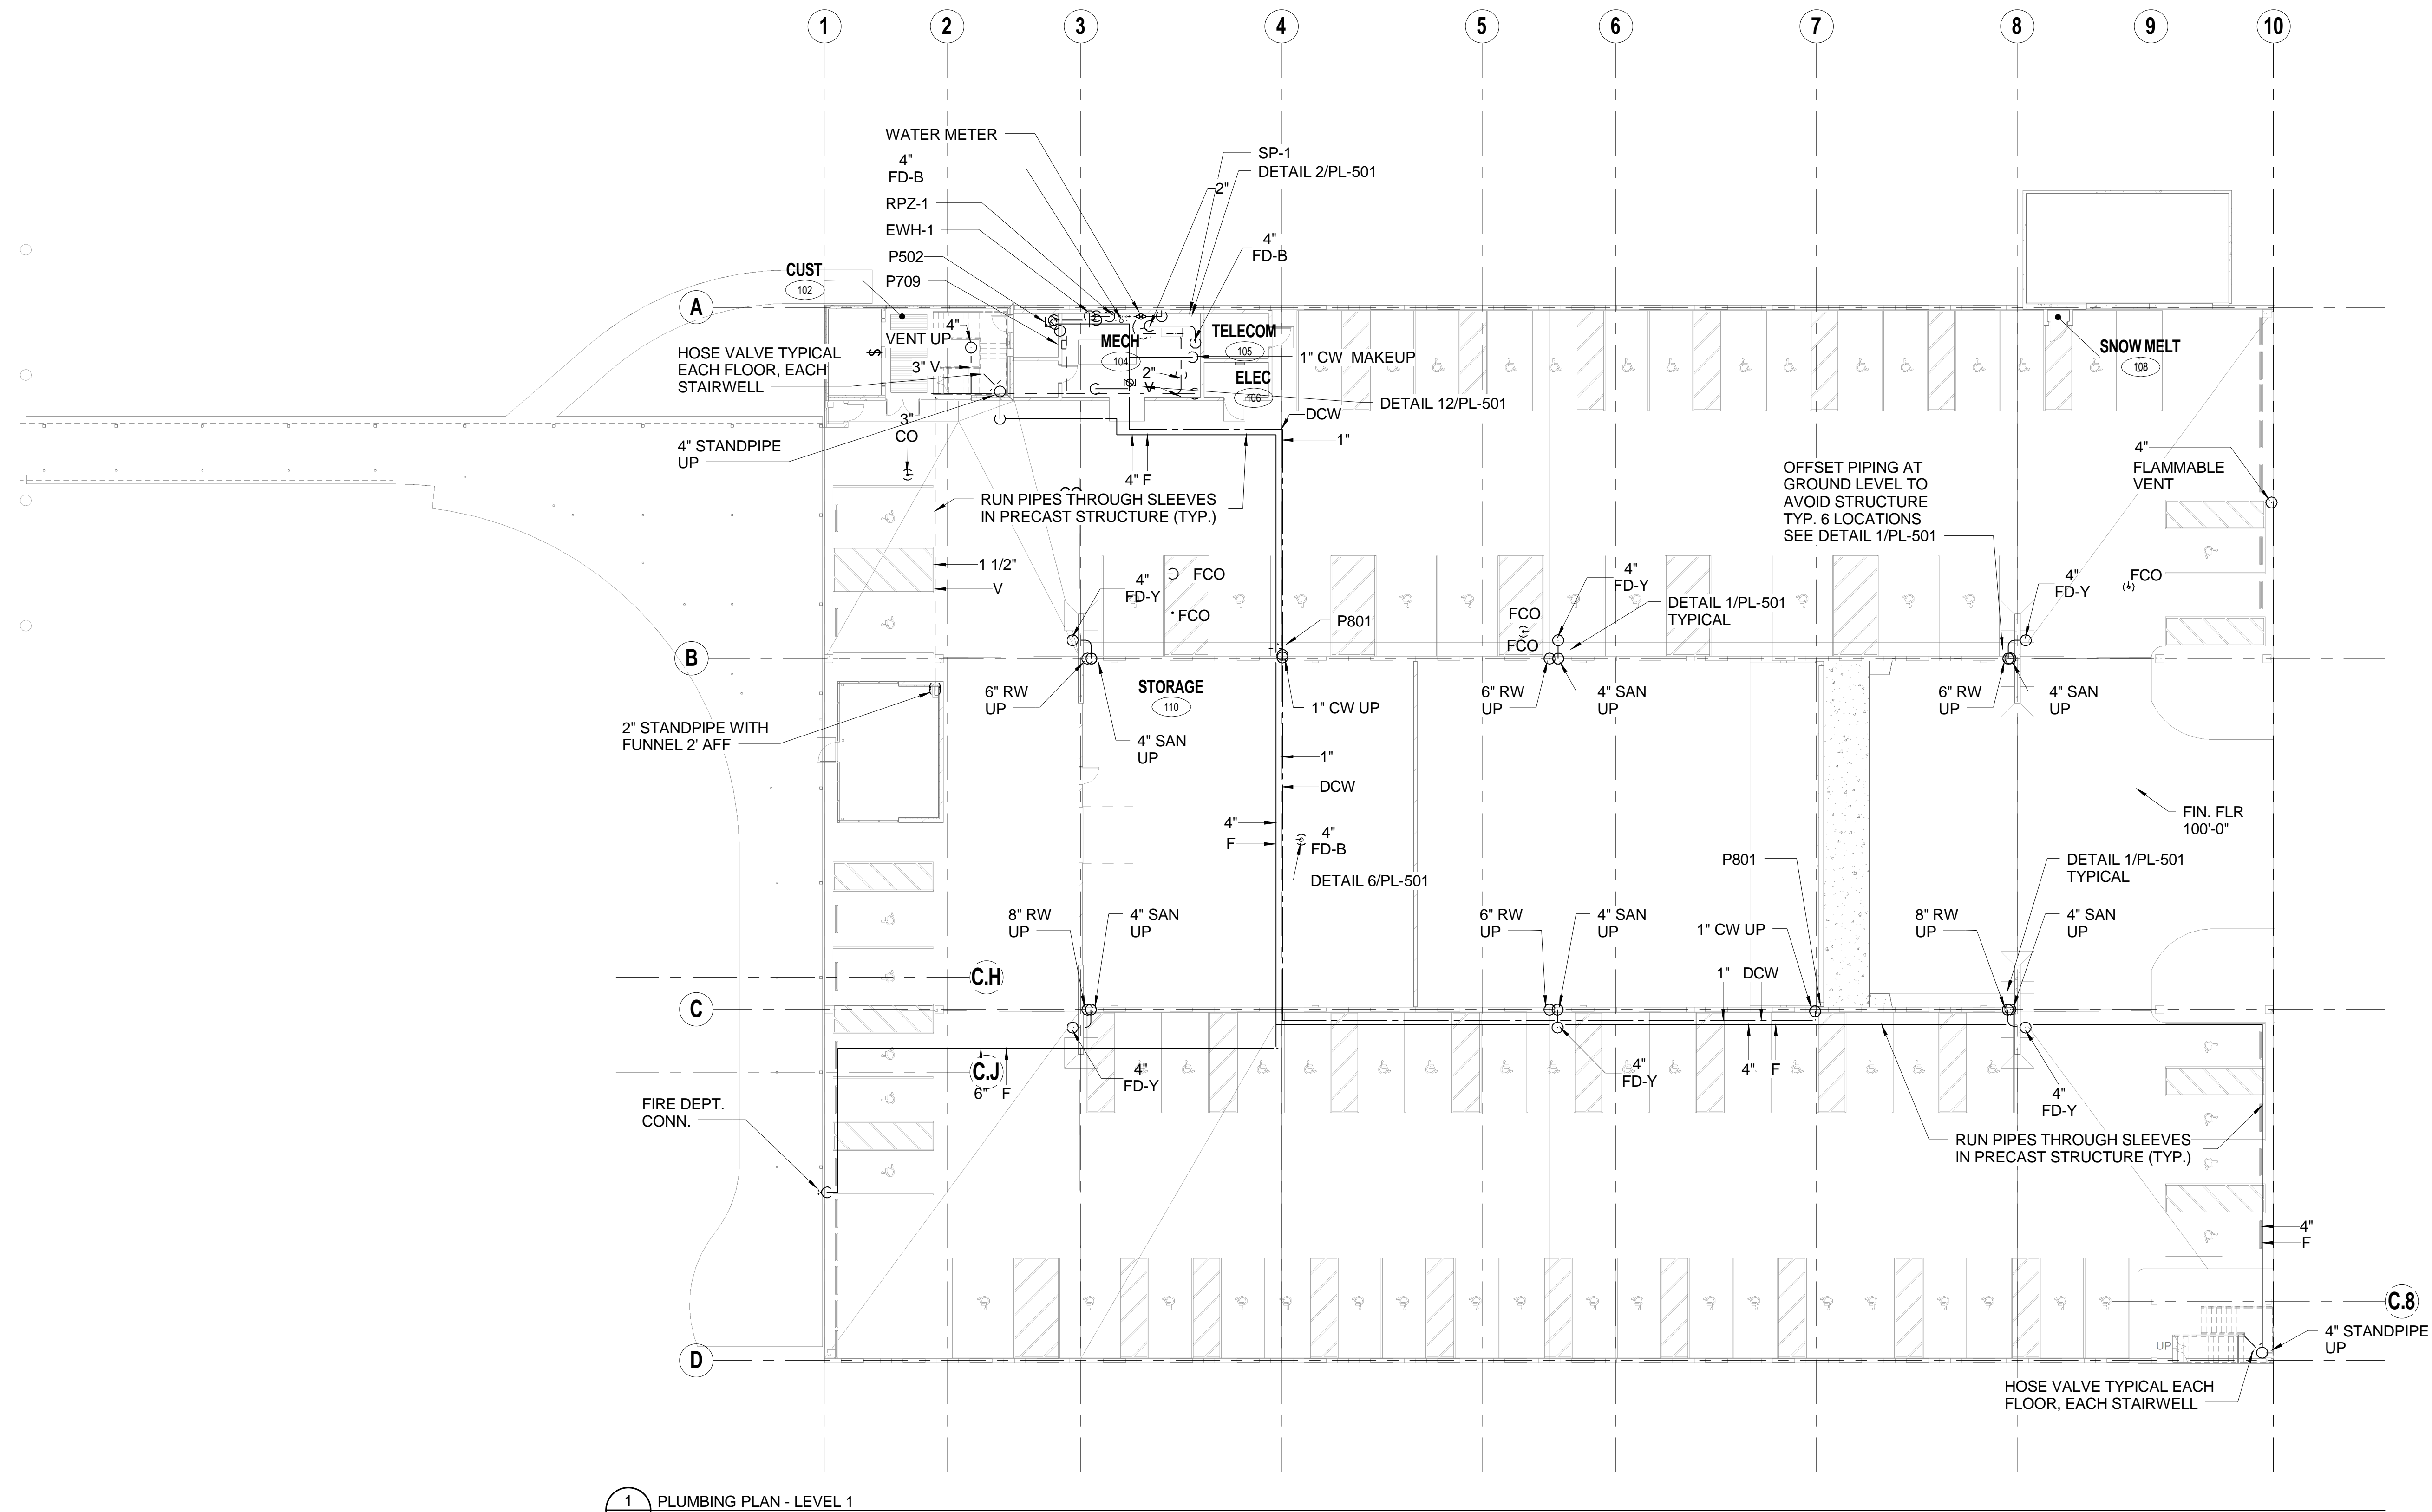 1
2
3
4
5
6
7
8
9
10
WATER METER
4"
FD-B
RPZ-1
EWH-1
P502
P709
SP-1
DETAIL 2/PL-501
2"
4"
FD-B
CUST
102
A
4"
VENT UP
3" V
HOSE VALVE TYPICAL
EACH FLOOR, EACH
STAIRWELL
MECH
104
TELECOM
105
1" CW MAKEUP
ELEC
106
2"
V
DETAIL 12/PL-501
SNOW MELT
108
3"
CO
4" STANDPIPE
UP
DCW
1"
4" F
RUN PIPES THROUGH SLEEVES
IN PRECAST STRUCTURE (TYP.)
OFFSET PIPING AT
GROUND LEVEL TO
AVOID STRUCTURE
TYP. 6 LOCATIONS
SEE DETAIL 1/PL-501
4"
FLAMMABLE
VENT
1 1/2"
V
4"
FD-Y
FCO
FCO
P801
FCO
FCO
4"
FD-Y
DETAIL 1/PL-501
TYPICAL
4"
FD-Y
FCO
B
6" RW
UP
STORAGE
110
4" SAN
UP
1" CW UP
6" RW
UP
4" SAN
UP
6" RW
UP
4" SAN
UP
2" STANDPIPE WITH
FUNNEL 2' AFF
1"
DCW
4"
F
4"
FD-B
DETAIL 6/PL-501
FIN. FLR
100'-0"
P801
DETAIL 1/PL-501
TYPICAL
8" RW
UP
4" SAN
UP
6" RW
UP
4" SAN
UP
1" CW UP
8" RW
UP
4" SAN
UP
C.H
1" DCW
C
C.J
6" F
4"
FD-Y
4"
FD-Y
4" F
4"
FD-Y
FIRE DEPT.
CONN.
RUN PIPES THROUGH SLEEVES
IN PRECAST STRUCTURE (TYP.)
4"
F
C.8
4" STANDPIPE
UP
UP
D
HOSE VALVE TYPICAL EACH
FLOOR, EACH STAIRWELL
1
PLUMBING PLAN - LEVEL 1